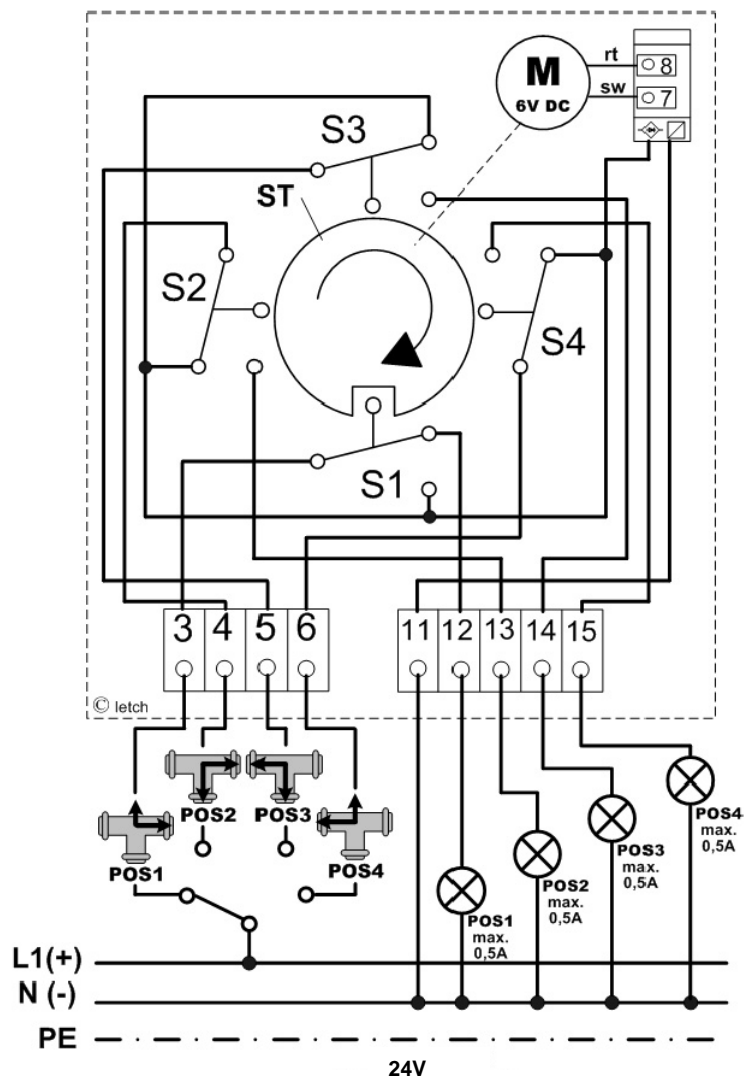 M
6V DC
rt
8
sw
7
S3
ST
S2
S4
S1
3 4 5 6
11 12 13 14 15
© letch
POS1
POS2
POS3
POS4
POS1
max.
0,5A
POS2
max.
0,5A
POS3
max.
0,5A
POS4
max.
0,5A
L1(+)
N (-)
PE
24V